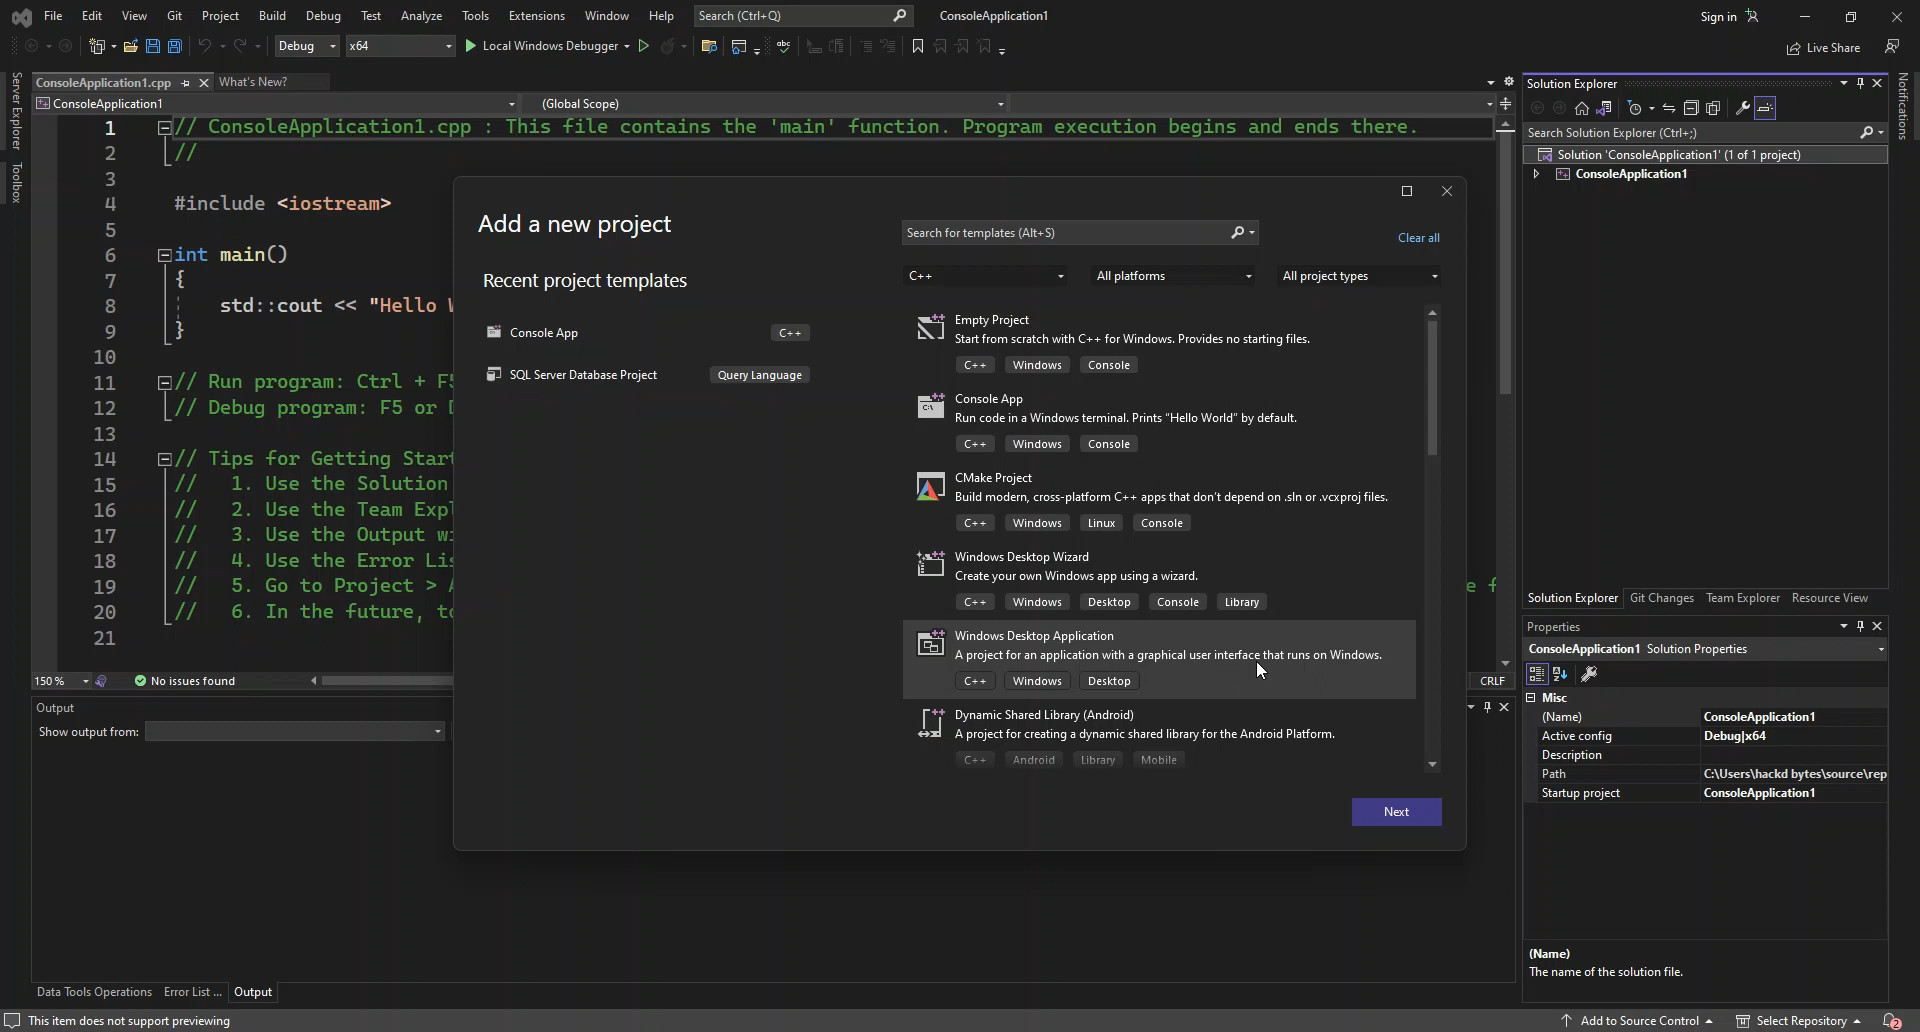 File Edit View Git Project Build Debug Test Analyze Tools Extensions Window Help Search (Ctrl+Q) ConsoleApplication1 Sign in
Debug x64 Local Windows Debugger abc Live Share
Server Explorer
Toolbox
ConsoleApplication1.cpp What's New?
ConsoleApplication1 (Global Scope)
1 // ConsoleApplication1.cpp : This file contains the 'main' function. Program execution begins and ends there.
2 //
3
4 #include <iostream>
5
6 int main()
7 {
8 std::cout << "Hello
9 }
10
11 // Run program: Ctrl + F5
12 // Debug program: F5 or
13
14 // Tips for Getting Start
15 // 1. Use the Solution
16 // 2. Use the Team Expl
17 // 3. Use the Output wi
18 // 4. Use the Error Lis
19 // 5. Go to Project > A e f
20 // 6. In the future, to
21
150 % No issues found CRLF
Output
Show output from:
Data Tools Operations Error List ... Output
This item does not support previewing
Add to Source Control Select Repository 2
Add a new project
Recent project templates
Console App C++
SQL Server Database Project Query Language
Search for templates (Alt+S)
Clear all
C++ All platforms All project types
Empty Project
Start from scratch with C++ for Windows. Provides no starting files.
C++ Windows Console
Console App
Run code in a Windows terminal. Prints "Hello World" by default.
C++ Windows Console
CMake Project
Build modern, cross-platform C++ apps that don't depend on .sln or .vcxproj files.
C++ Windows Linux Console
Windows Desktop Wizard
Create your own Windows app using a wizard.
C++ Windows Desktop Console Library
Windows Desktop Application
A project for an application with a graphical user interface that runs on Windows.
C++ Windows Desktop
Dynamic Shared Library (Android)
A project for creating a dynamic shared library for the Android Platform.
C++ Android Library Mobile
Next
Solution Explorer
Search Solution Explorer (Ctrl+;)
Solution 'ConsoleApplication1' (1 of 1 project)
ConsoleApplication1
Solution Explorer Git Changes Team Explorer Resource View
Properties
ConsoleApplication1 Solution Properties
Misc
(Name) ConsoleApplication1
Active config Debug|x64
Description
Path C:\Users\hackd bytes\source\rep
Startup project ConsoleApplication1
(Name)
The name of the solution file.
Notifications